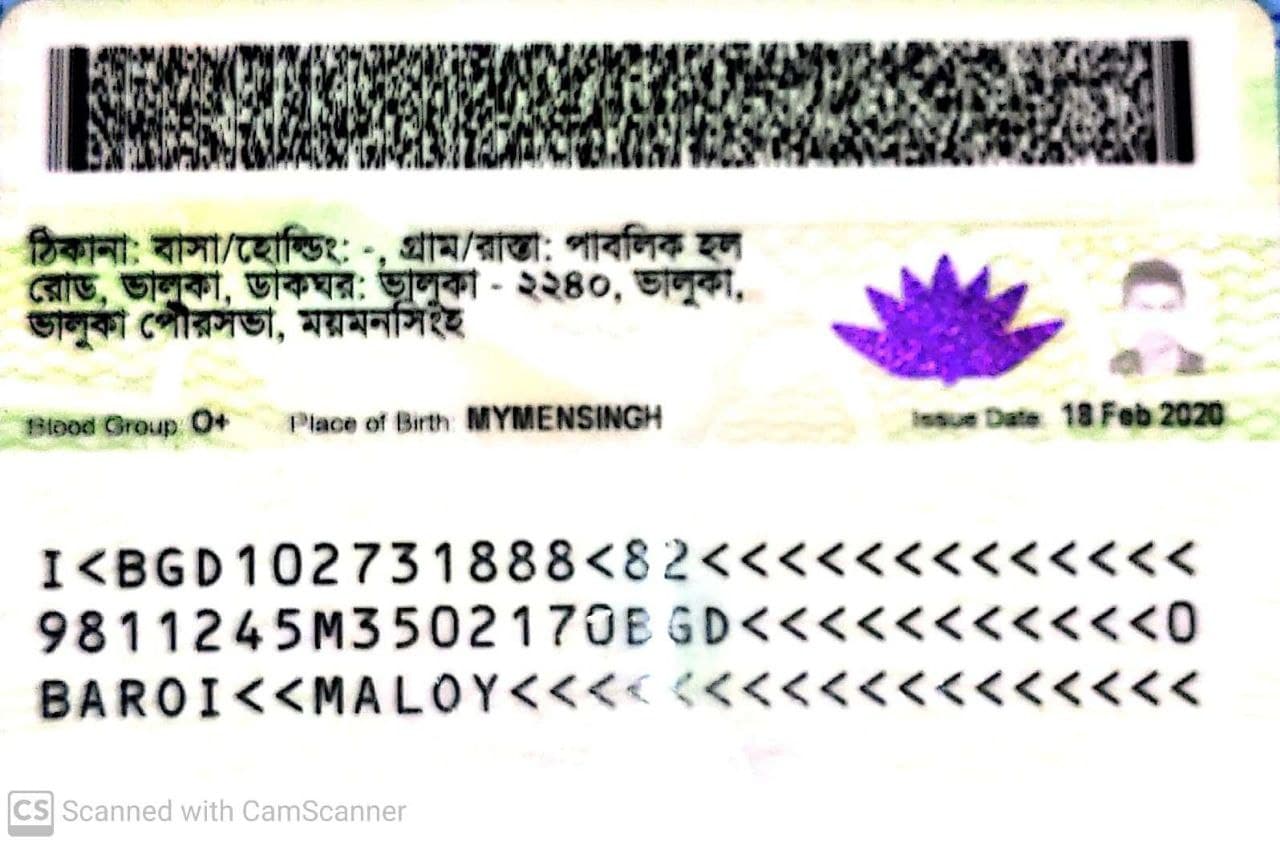 ঠিকানা: বাসা/হোল্ডিং: -, গ্রাম/রাস্তা: পাবলিক হল
রোড, ভালুকা, ডাকঘর: ভালুকা - ২২৪০, ভালুকা,
ভালুকা পৌরসভা, ময়মনসিংহ
Blood Group: O+ Place of Birth: MYMENSINGH Issue Date: 18 Feb 2020
I<BGD102731888<82<<<<<<<<<<<<<
9811245M3502170BGD<<<<<<<<<<<0
BAROI<<MALOY<<<<<<<<<<<<<<<<<<
CS Scanned with CamScanner